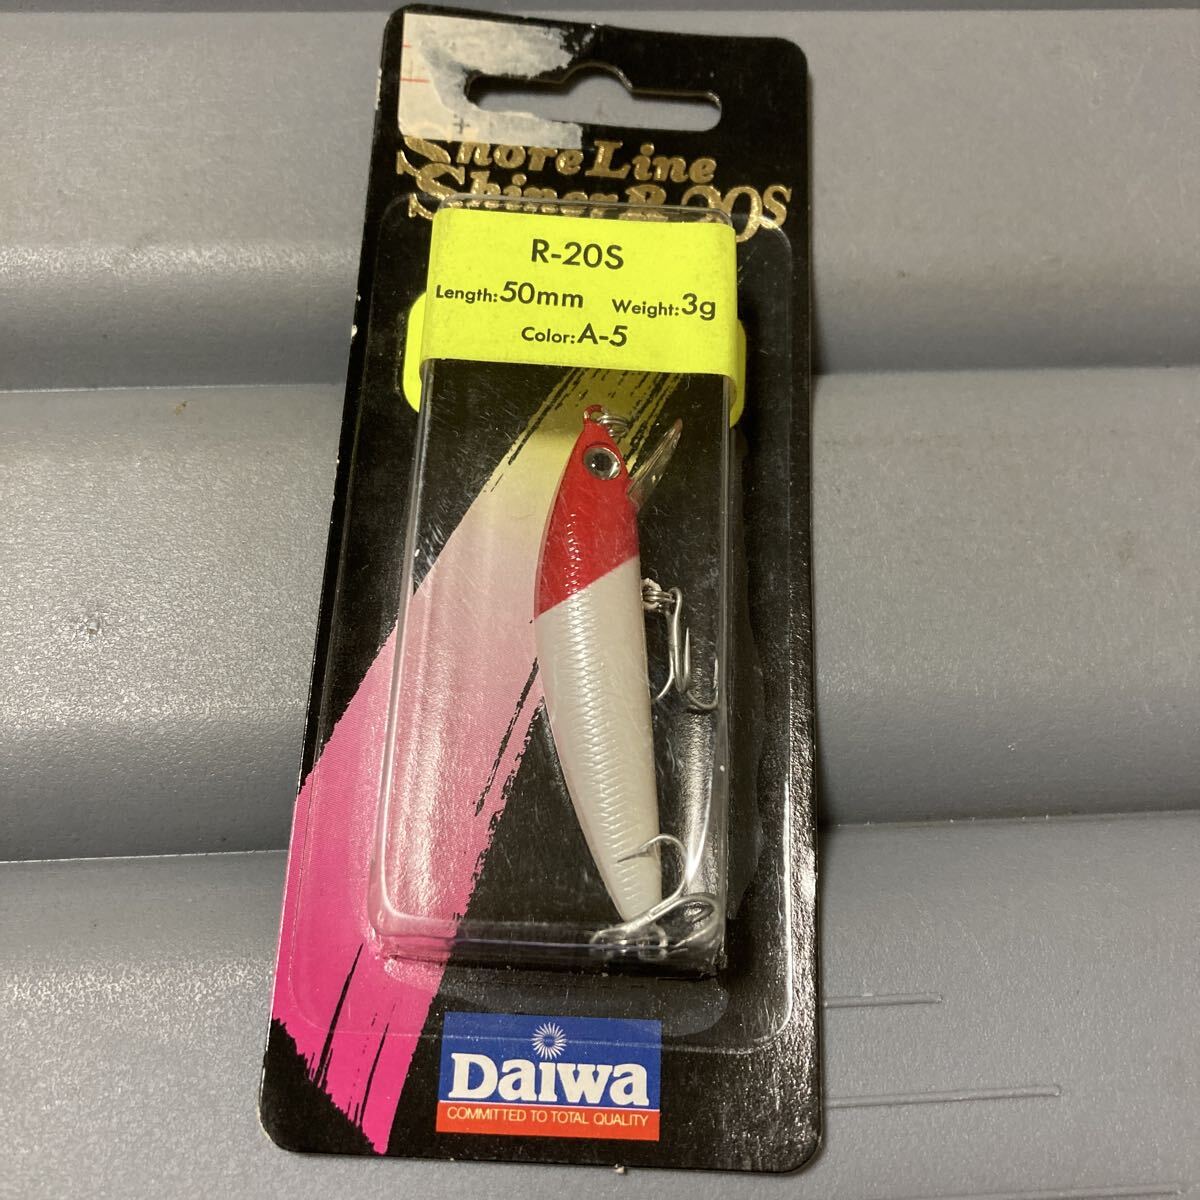 Shore Line
Shiner R-20S
R-20S
Length:50mm Weight:3g
Color:A-5
Daiwa
COMMITTED TO TOTAL QUALITY